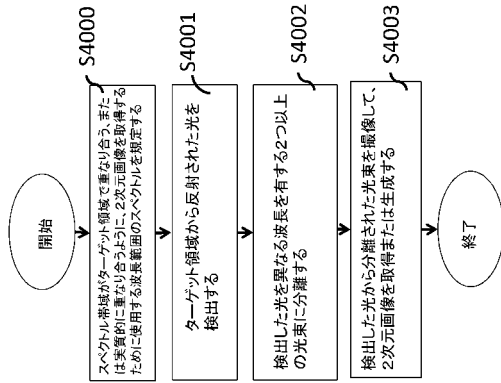 開始
S4000
スペクトル帯域がターゲット領域で重なり合う、また
は実質的に重なり合うように、2次元画像を取得する
ために使用する波長範囲のスペクトルを規定する
S4001
ターゲット領域から反射された光を
検出する
S4002
検出した光を異なる波長を有する2つ以上
の光束に分離する
S4003
検出した光から分離された光束を撮像して、
2次元画像を取得または生成する
終了